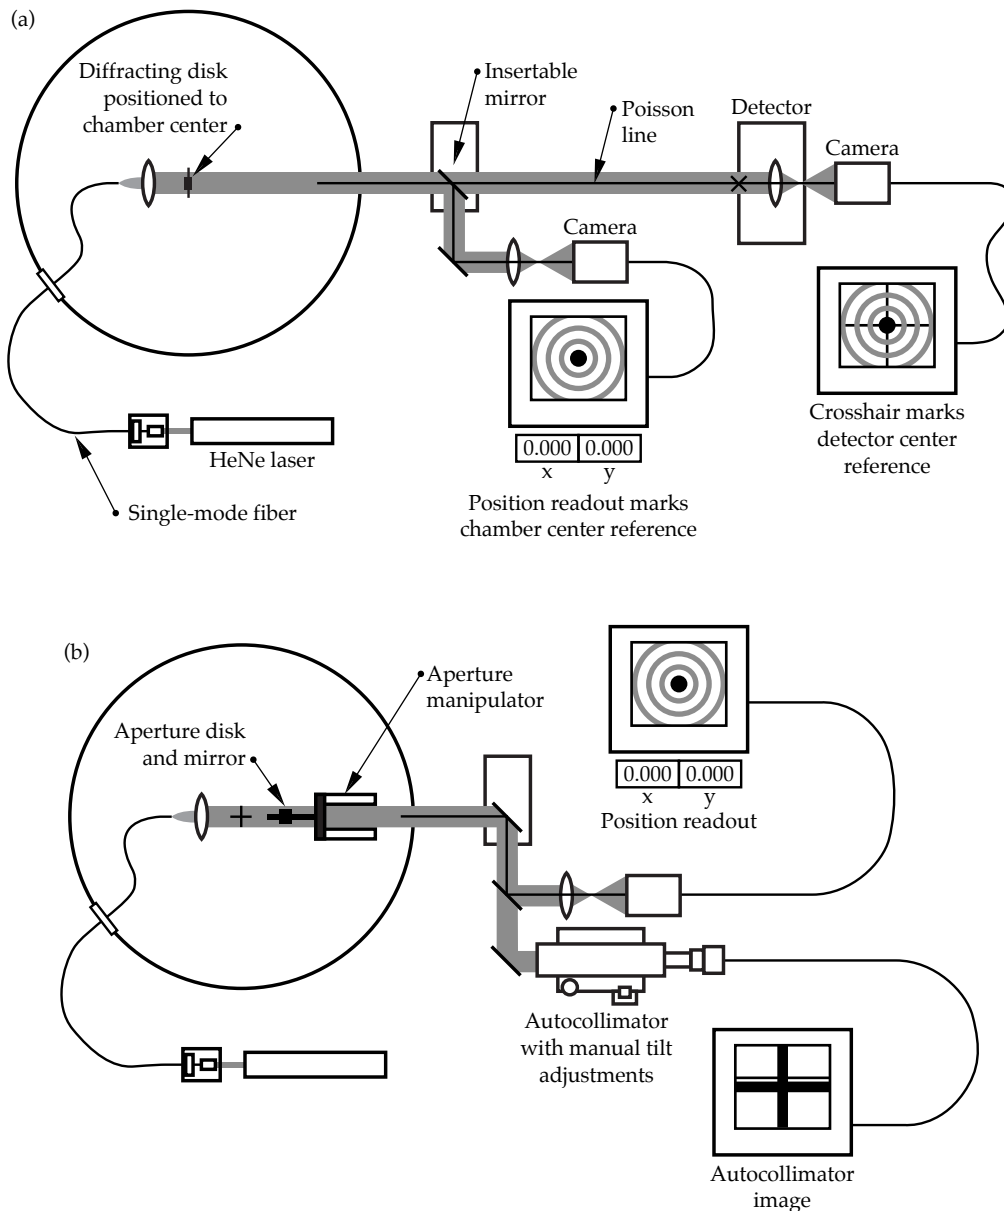 (a)
Diffracting disk
positioned to
chamber center
Insertable
mirror
Poisson
line
Detector
Camera
Camera
0.000 0.000
x y
Position readout marks
chamber center reference
Crosshair marks
detector center
reference
HeNe laser
Single-mode fiber
(b)
Aperture disk
and mirror
Aperture
manipulator
0.000 0.000
x y
Position readout
Autocollimator
with manual tilt
adjustments
Autocollimator
image